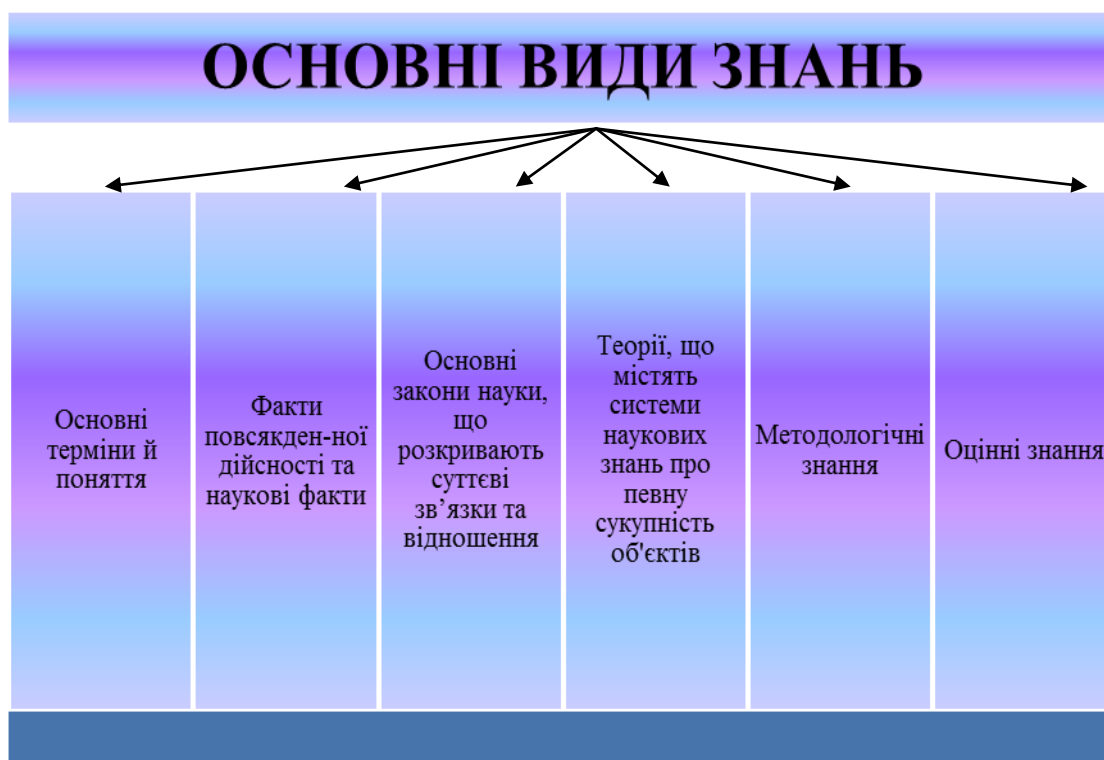 ОСНОВНІ ВИДИ ЗНАНЬ
Основні
терміни й
поняття
Факти
повсякден-ної
дійсності та
наукові факти
Основні
закони науки,
що
розкривають
суттєві
зв’язки та
відношення
Теорії, що
містять
системи
наукових
знань про
певну
сукупність
об'єктів
Методологічні
знання
Оцінні знання